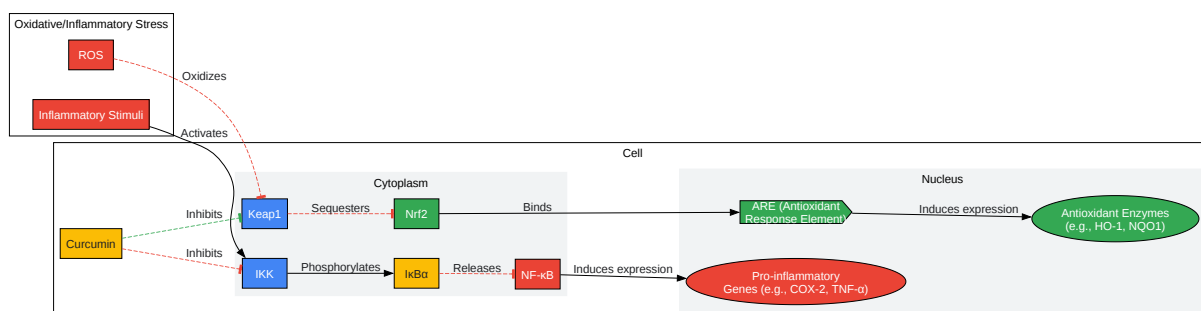 Oxidative/Inflammatory Stress
ROS
Oxidizes
Inflammatory Stimuli
Activates
Cell
Cytoplasm
Nucleus
Inhibits
Keap1
Sequesters
Nrf2
Binds
ARE (Antioxidant
Response Element)
Induces expression
Antioxidant Enzymes
(e.g., HO-1, NQO1)
Curcumin
Inhibits
IKK
Phosphorylates
IκBα
Releases
NF-κB
Induces expression
Pro-inflammatory
Genes (e.g., COX-2, TNF-α)